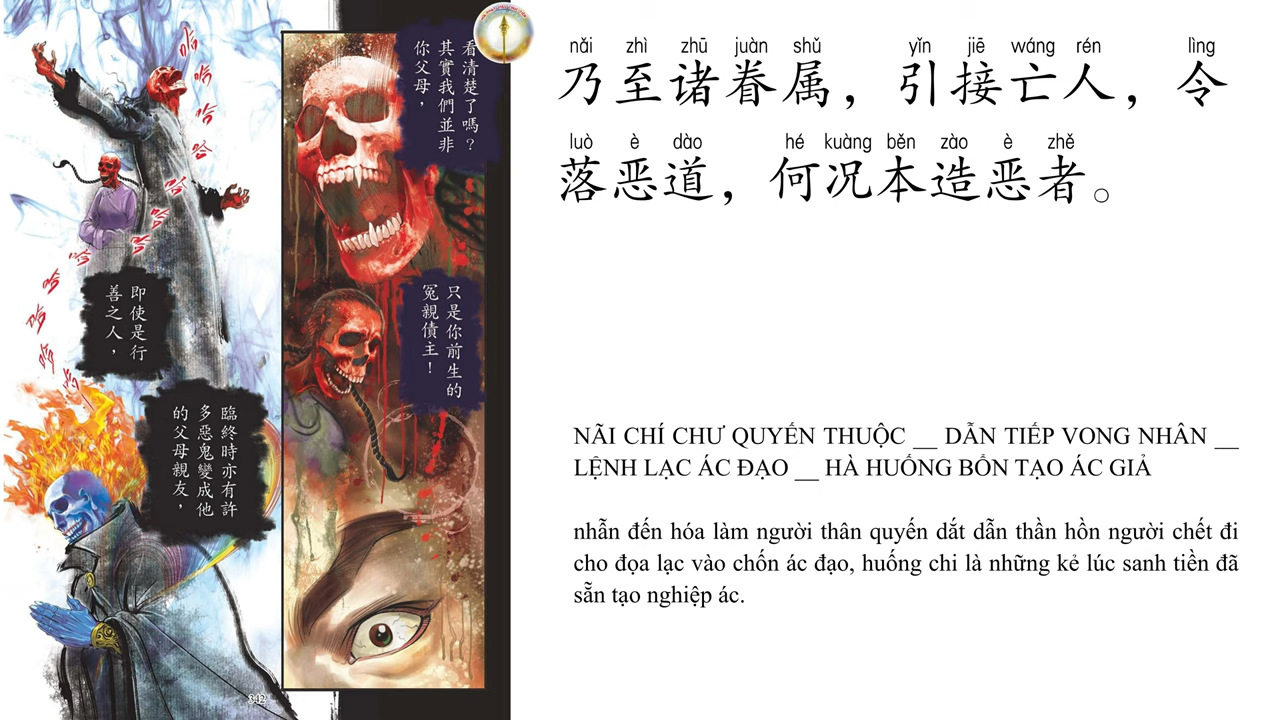 看清楚了嗎？
其實我們並非
你父母，
只是你前生的
冤親債主！
哈
哈
哈
哈
哈
哈
哈
哈
哈
哈
哈
哈
即使是行
善之人，
臨終時亦有許
多惡鬼變成他
的父母親友，
342
nǎi zhì zhū juàn shǔ yǐn jiē wáng rén lìng
乃至诸眷属，引接亡人，令
luò è dào hé kuàng běn zào è zhě
落恶道，何况本造恶者。
NÃI CHÍ CHƯ QUYẾN THUỘC __ DẪN TIẾP VONG NHÂN __
LỆNH LẠC ÁC ĐẠO __ HÀ HUỐNG BỔN TẠO ÁC GIẢ
nhẫn đến hóa làm người thân quyến dắt dẫn thần hồn người chết đi
cho đọa lạc vào chốn ác đạo, huống chi là những kẻ lúc sanh tiền đã
sẵn tạo nghiệp ác.